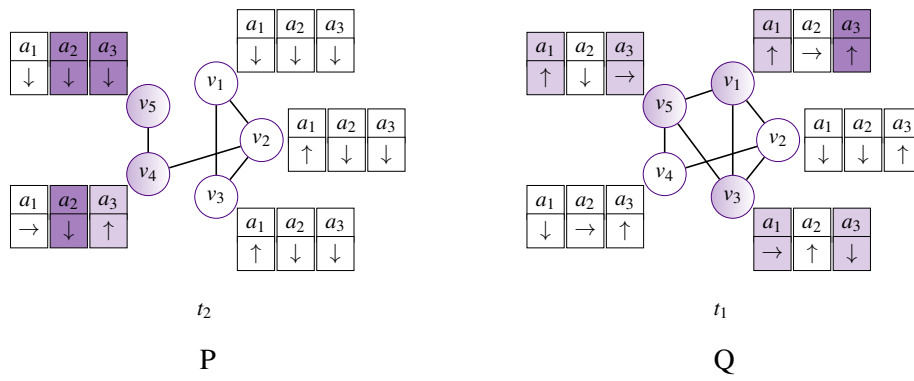 a1 a2 a3
↓ ↓ ↓
a1 a2 a3
↓ ↓ ↓
v5
v1
v2
a1 a2 a3
↑ ↓ ↓
v4
v3
a1 a2 a3
→ ↓ ↑
a1 a2 a3
↑ ↓ ↓
t2
P
a1 a2 a3
↑ ↓ →
a1 a2 a3
↑ → ↑
v5
v1
v2
a1 a2 a3
↓ ↓ ↑
v4
v3
a1 a2 a3
↓ → ↑
a1 a2 a3
→ ↑ ↓
t1
Q